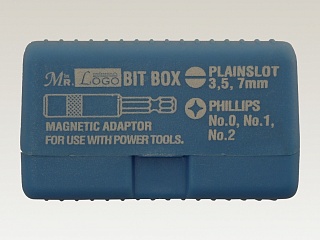 Mr. LOGO BIT BOX
PLAINSLOT
3,5, 7mm
PHILLIPS
No.0, No.1,
No.2
MAGNETIC ADAPTOR
FOR USE WITH POWER TOOLS.